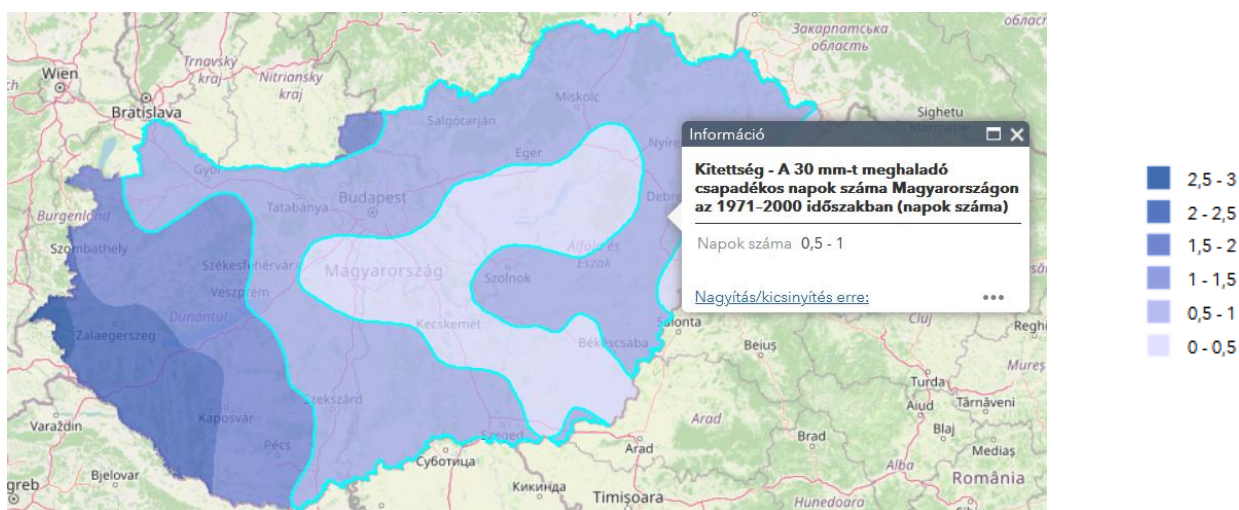 Закарпатська
область
Wien
Trnavský
kraj
Nitriansky
kraj
Bratislava
Miskolc
Salgótarján
Sighetu
Eger
Győr
Budapest
Tatabánya
Burgenland
Szombathely
Székesfehérvár
Veszprém
Magyarország
Alföld és
Észak
Szolnok
Dunántúl
Zalaegerszeg
Kecskemét
Békéscsaba
Salonta
Beiuș
Cluj
Reghi
Mureș
Turda
Aiud
Târnăveni
Blaj
Mediaș
Alba
România
Arad
Brad
Szekszárd
Kaposvár
Pécs
Szeged
Varaždin
Bjelovar
Суботица
Arad
Кикинда
Timișoara
Hunedoara
Információ
Kitettség - A 30 mm-t meghaladó
csapadékos napok száma Magyarországon
az 1971–2000 időszakban (napok száma)
Napok száma 0,5 - 1
Nagyítás/kicsinyítés erre:
2,5 - 3
2 - 2,5
1,5 - 2
1 - 1,5
0,5 - 1
0 - 0,5